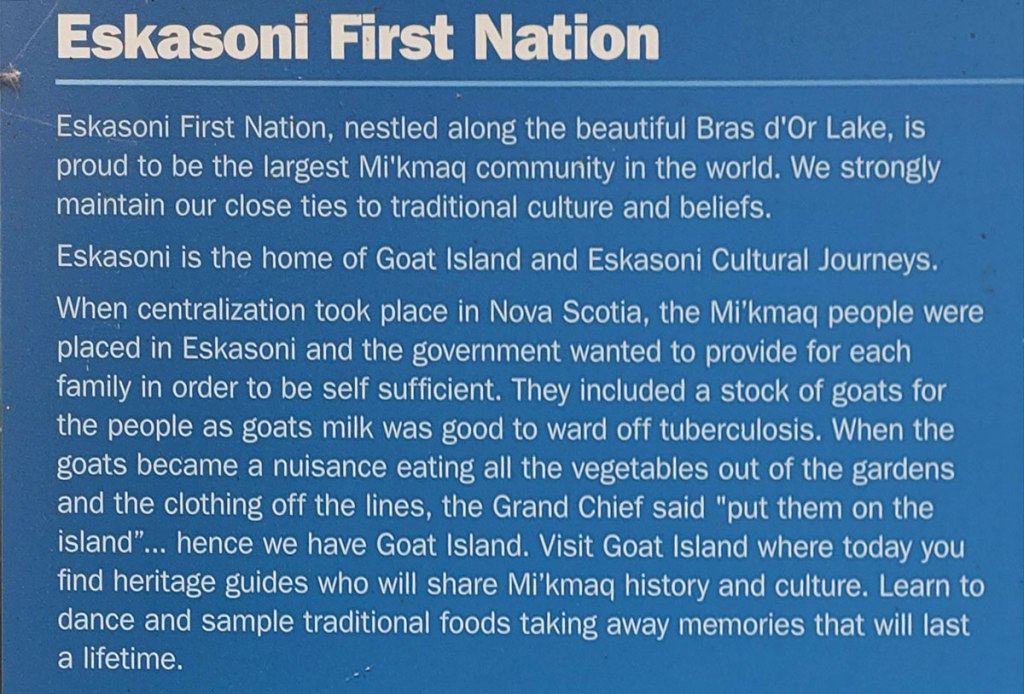 Eskasoni First Nation
Eskasoni First Nation, nestled along the beautiful Bras d'Or Lake, is
proud to be the largest Mi'kmaq community in the world. We strongly
maintain our close ties to traditional culture and beliefs.
Eskasoni is the home of Goat Island and Eskasoni Cultural Journeys.
When centralization took place in Nova Scotia, the Mi’kmaq people were
placed in Eskasoni and the government wanted to provide for each
family in order to be self sufficient. They included a stock of goats for
the people as goats milk was good to ward off tuberculosis. When the
goats became a nuisance eating all the vegetables out of the gardens
and the clothing off the lines, the Grand Chief said "put them on the
island”... hence we have Goat Island. Visit Goat Island where today you
find heritage guides who will share Mi’kmaq history and culture. Learn to
dance and sample traditional foods taking away memories that will last
a lifetime.